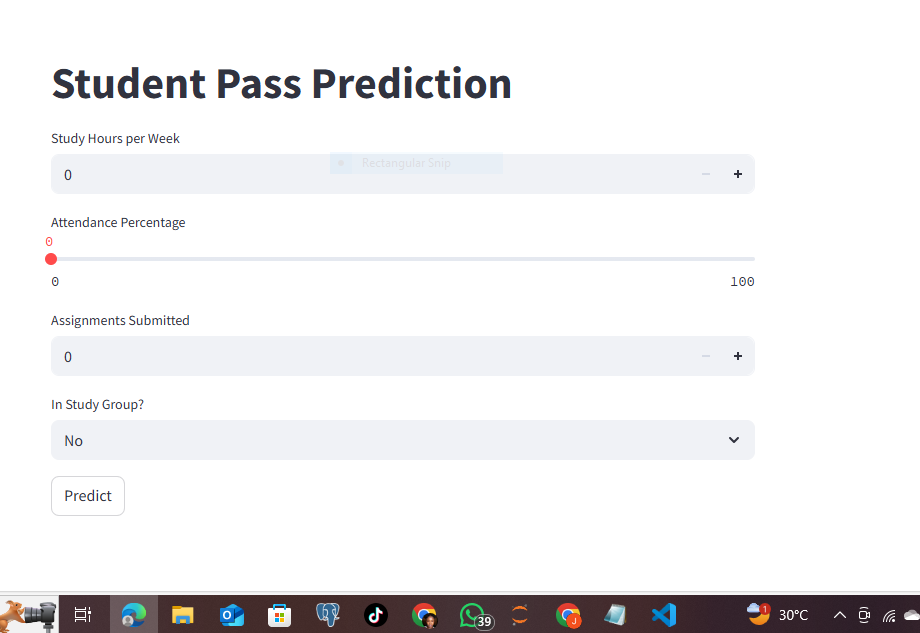 Student Pass Prediction
Study Hours per Week
Rectangular Snip
0
Attendance Percentage
0
0 100
Assignments Submitted
0
In Study Group?
No
Predict
39
J
1
30°C